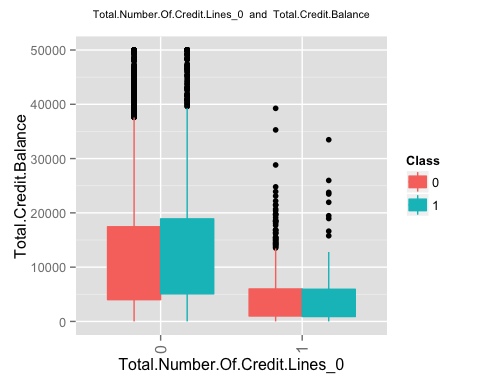 Total.Number.Of.Credit.Lines_0 and Total.Credit.Balance
50000
40000
30000
20000
10000
0
Total.Credit.Balance
0
1
Total.Number.Of.Credit.Lines_0
Class
0
1